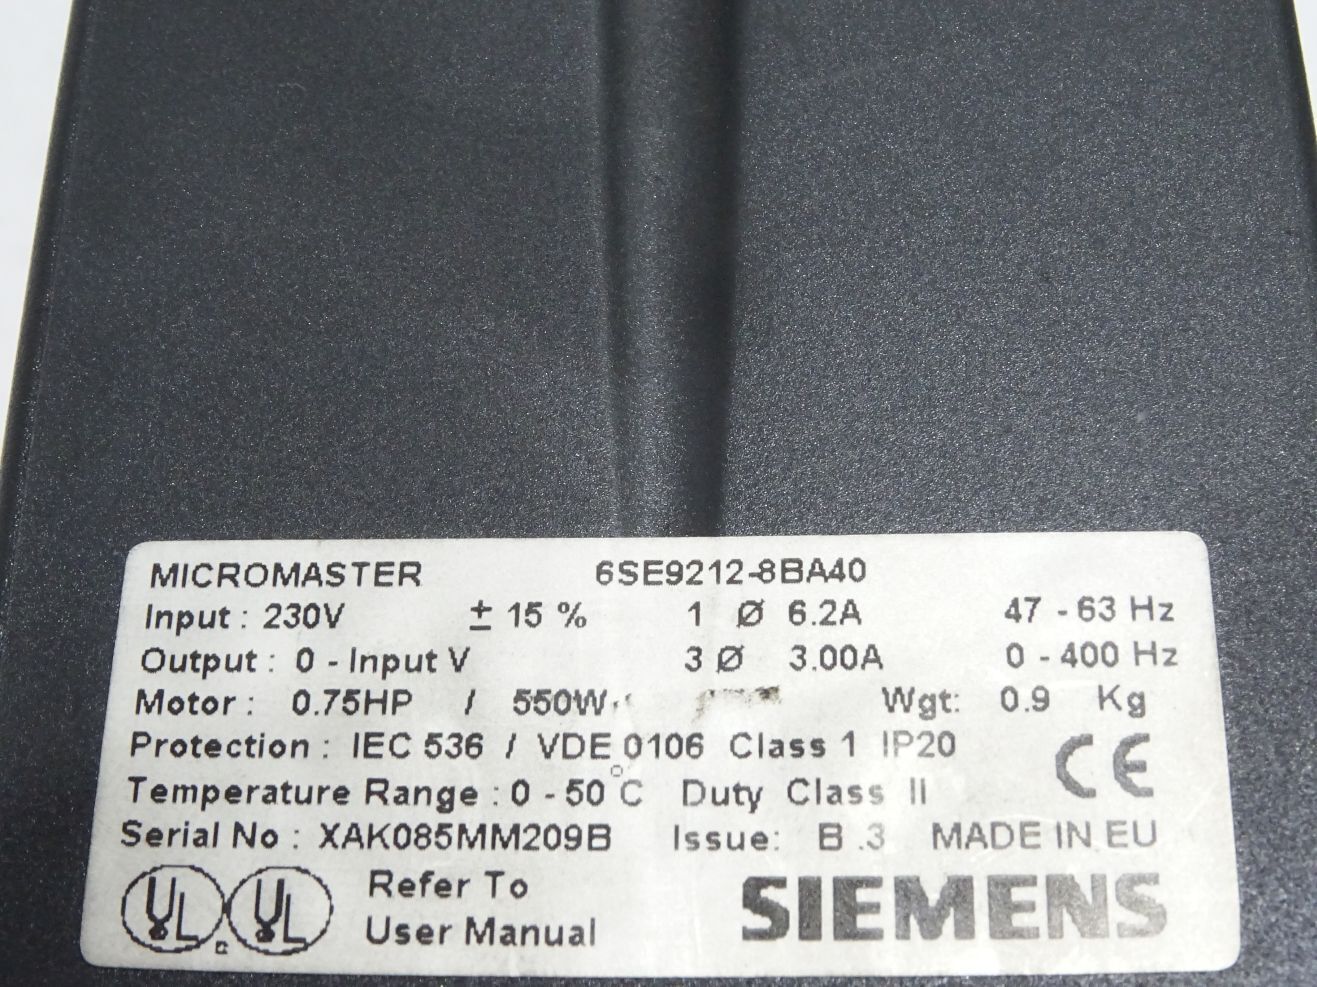 MICROMASTER 6SE9212-8BA40
Input : 230V ± 15 % 1 Ø 6.2A 47 - 63 Hz
Output : 0 - Input V 3 Ø 3.00A 0 - 400 Hz
Motor : 0.75HP / 550W Wgt: 0.9 Kg
Protection : IEC 536 / VDE 0106 Class 1 IP20
CE
Temperature Range : 0 - 50°C Duty Class II
Serial No : XAK085MM209B Issue: B .3 MADE IN EU
UL c UL Refer To
User Manual
SIEMENS